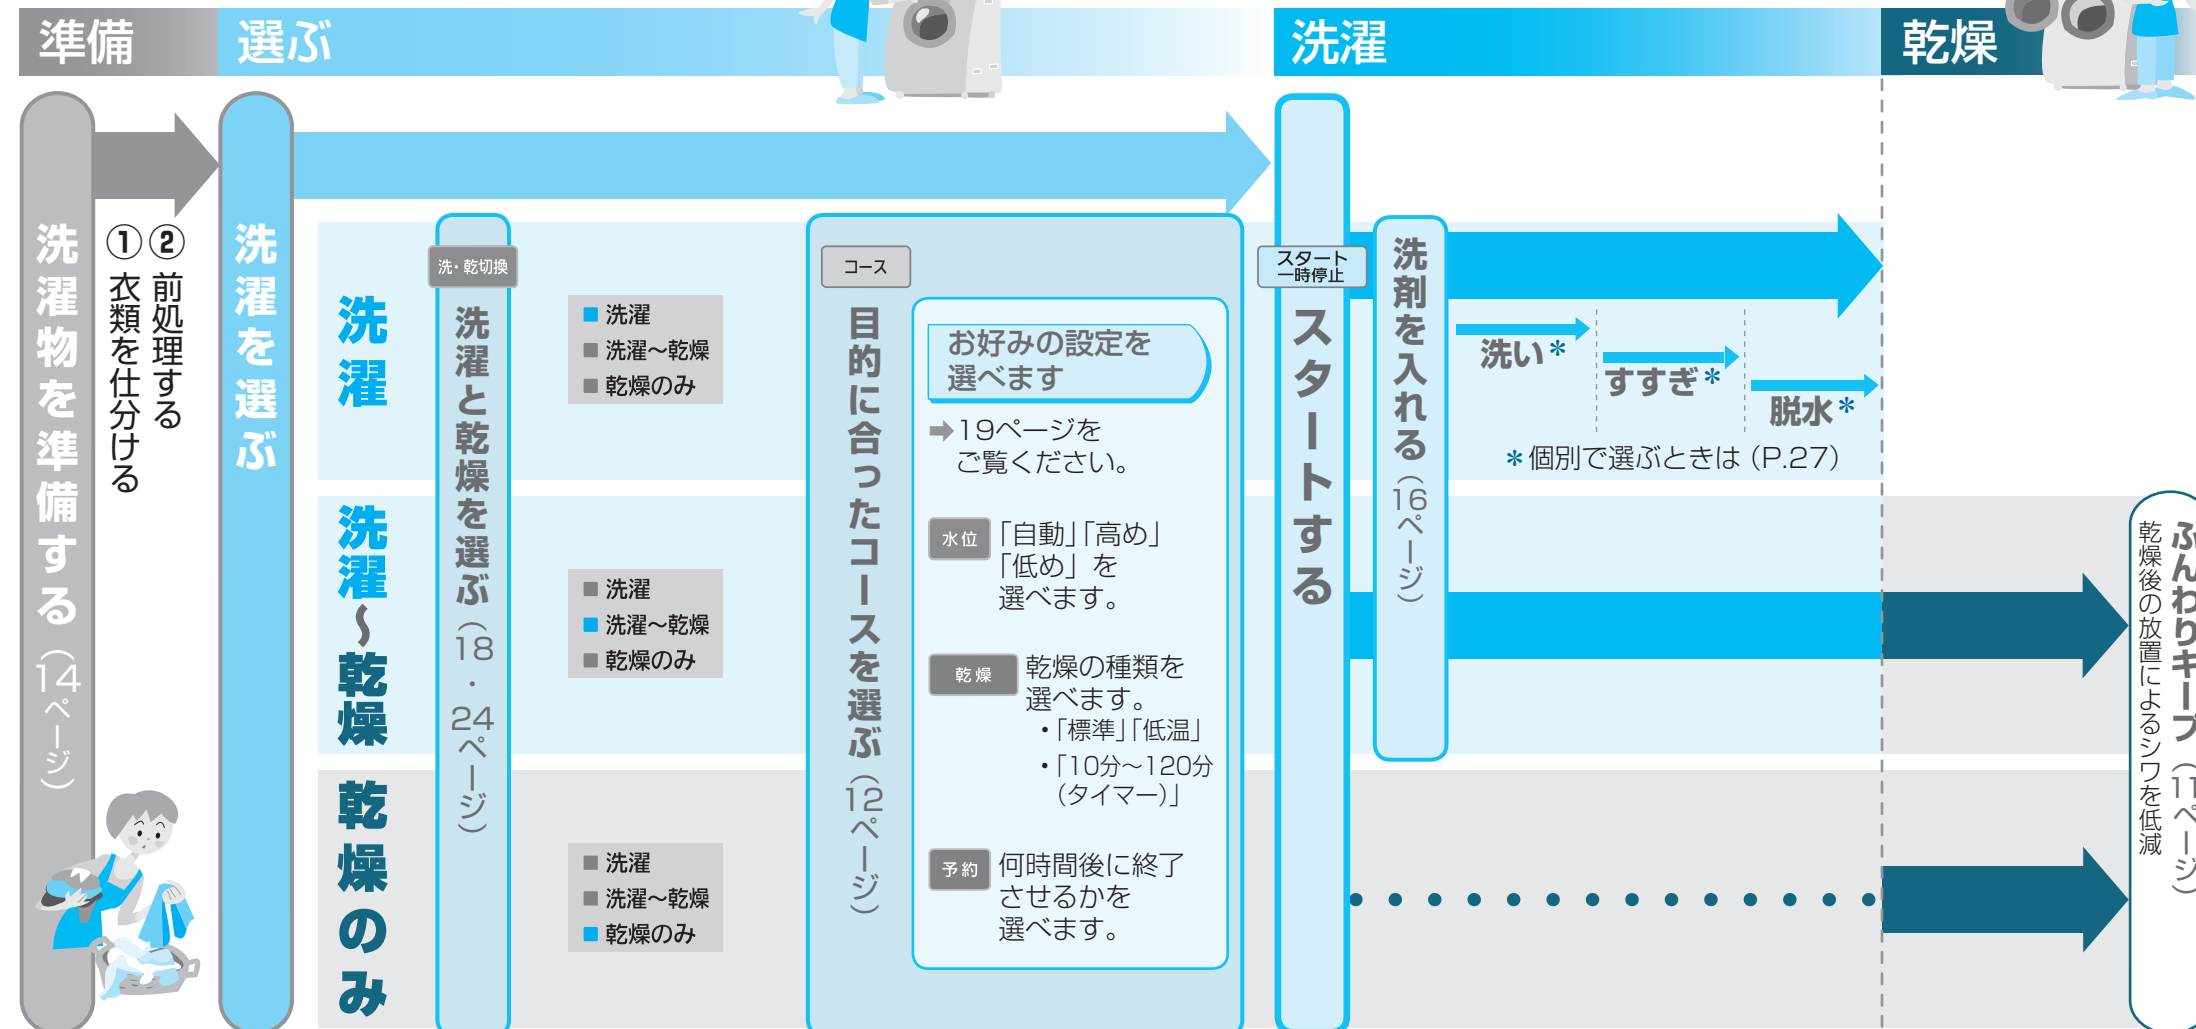 準備
選ぶ
洗濯
乾燥
洗濯物を準備する（14ページ）
①衣類を仕分ける
②前処理する
洗濯を選ぶ
洗濯
洗濯～乾燥
乾燥のみ
洗・乾切換
洗濯と乾燥を選ぶ（18・24ページ）
■洗濯
■洗濯～乾燥
■乾燥のみ
■洗濯
■洗濯～乾燥
■乾燥のみ
■洗濯
■洗濯～乾燥
■乾燥のみ
コース
目的に合ったコースを選ぶ（12ページ）
お好みの設定を
選べます
➡19ページを
ご覧ください。
水位 「自動」「高め」
「低め」を
選べます。
乾燥 乾燥の種類を
選べます。
・「標準」「低温」
・「10分～120分
（タイマー）」
予約 何時間後に終了
させるかを
選べます。
スタート
一時停止
スタートする
洗剤を入れる（16ページ）
洗い＊
すすぎ＊
脱水＊
＊個別で選ぶときは（P.27）
ふんわりキープ（11ページ）
乾燥後の放置によるシワを低減